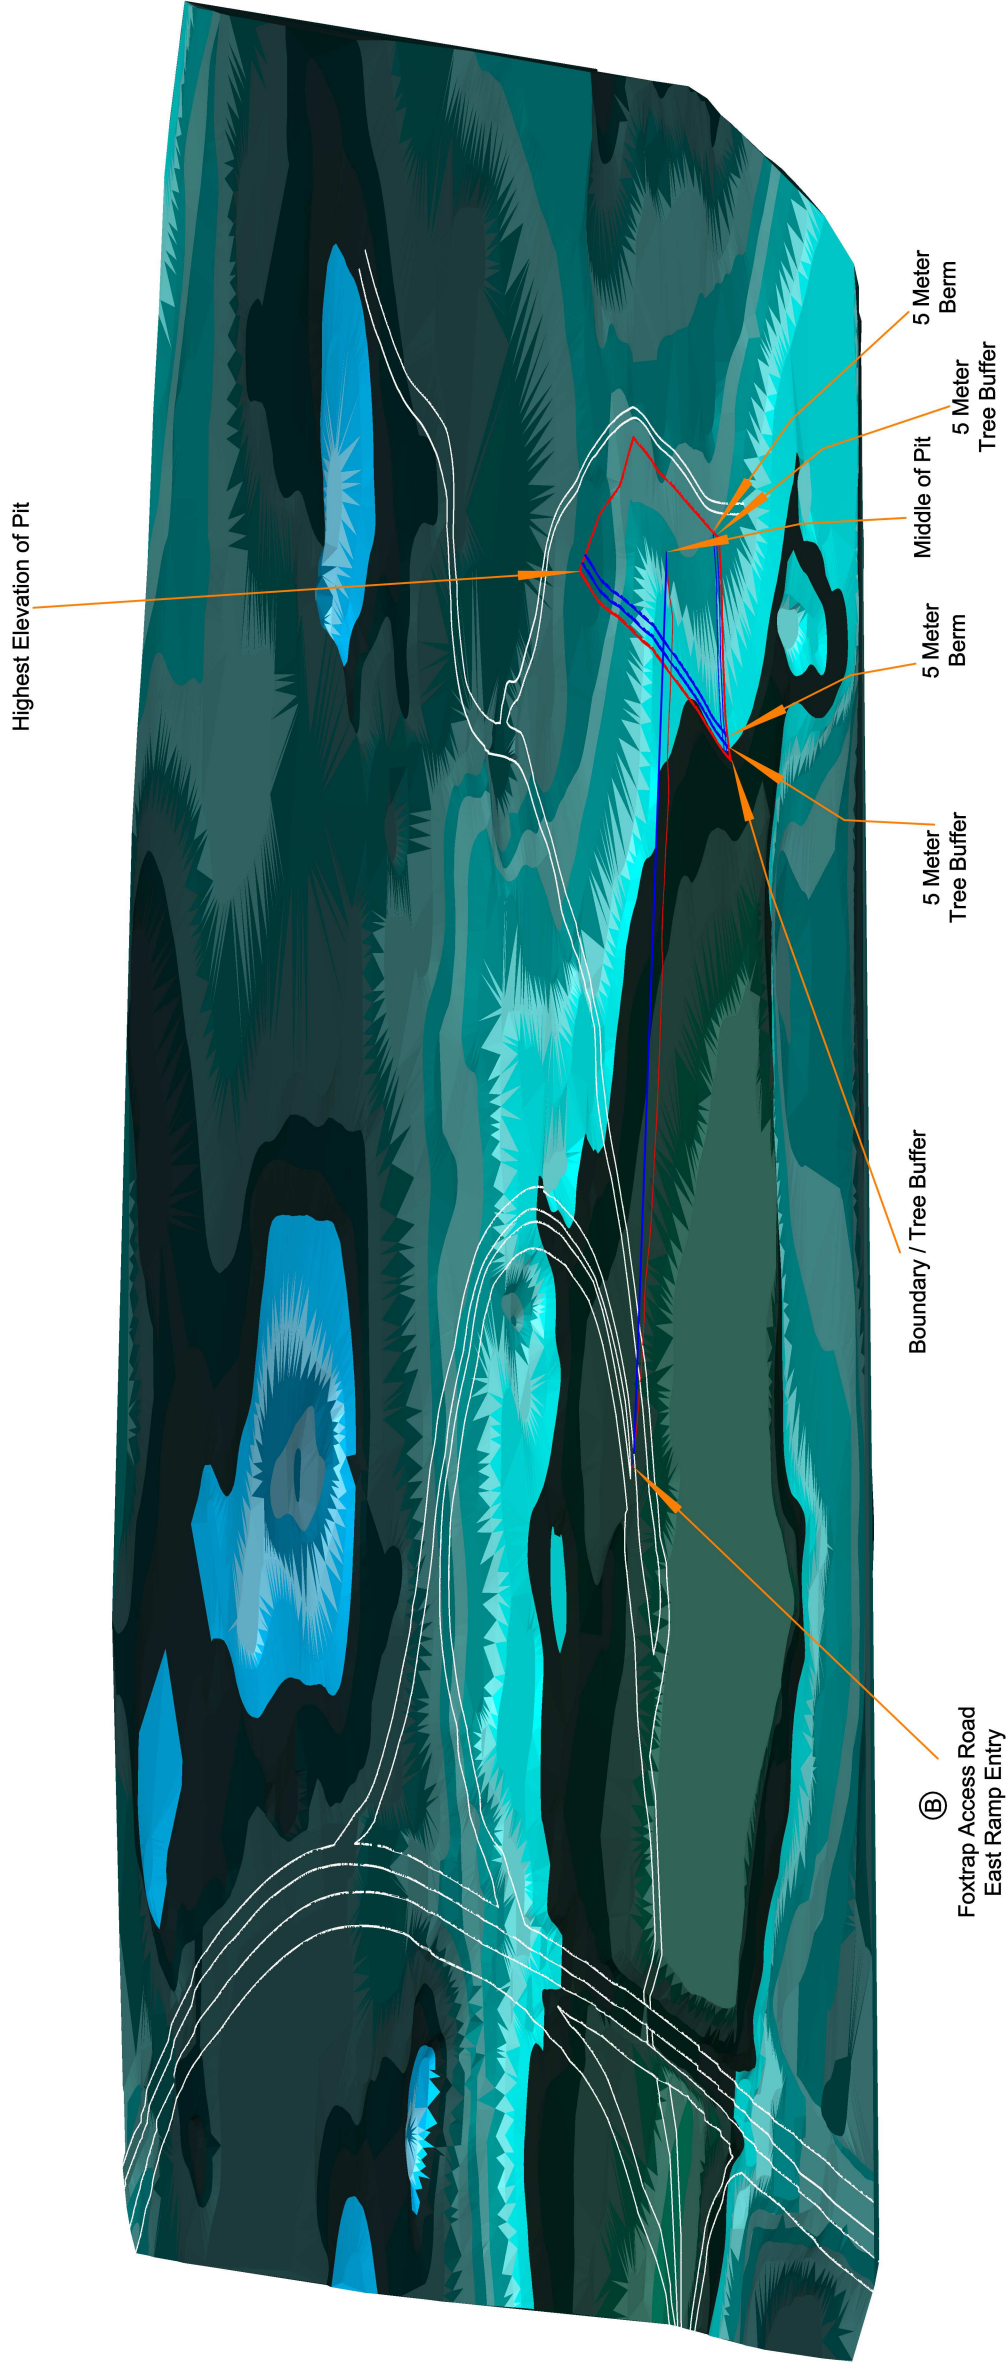 Highest Elevation of Pit
5 Meter
Berm
5 Meter
Tree Buffer
Middle of Pit
5 Meter
Berm
5 Meter
Tree Buffer
Boundary / Tree Buffer
B
Foxtrap Access Road
East Ramp Entry